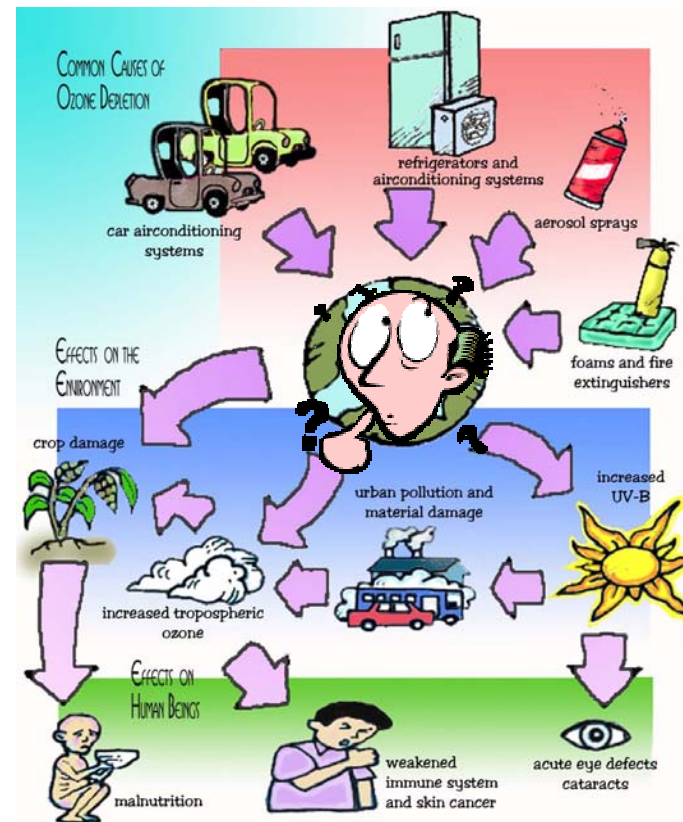 COMMON CAUSES OF
OZONE DEPLETION
refrigerators and
airconditioning systems
aerosol sprays
car airconditioning
systems
foams and fire
extinguishers
EFFECTS ON THE
ENVIRONMENT
?
?
?
?
?
crop damage
increased
UV-B
urban pollution and
material damage
increased tropospheric
ozone
EFFECTS ON
HUMAN BEINGS
malnutrition
weakened
immune system
and skin cancer
acute eye defects
cataracts